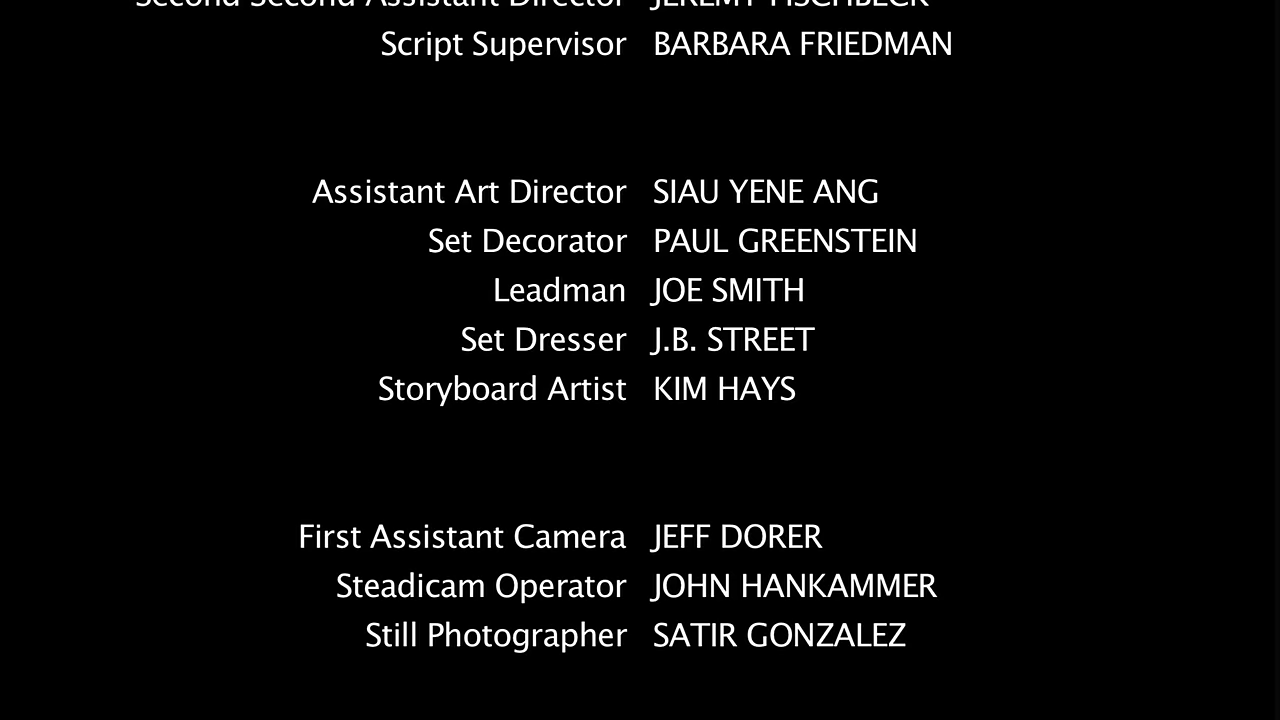 Second Second Assistant Director JEREMY FISCHBECK
Script Supervisor BARBARA FRIEDMAN
Assistant Art Director SIAU YENE ANG
Set Decorator PAUL GREENSTEIN
Leadman JOE SMITH
Set Dresser J.B. STREET
Storyboard Artist KIM HAYS
First Assistant Camera JEFF DORER
Steadicam Operator JOHN HANKAMMER
Still Photographer SATIR GONZALEZ